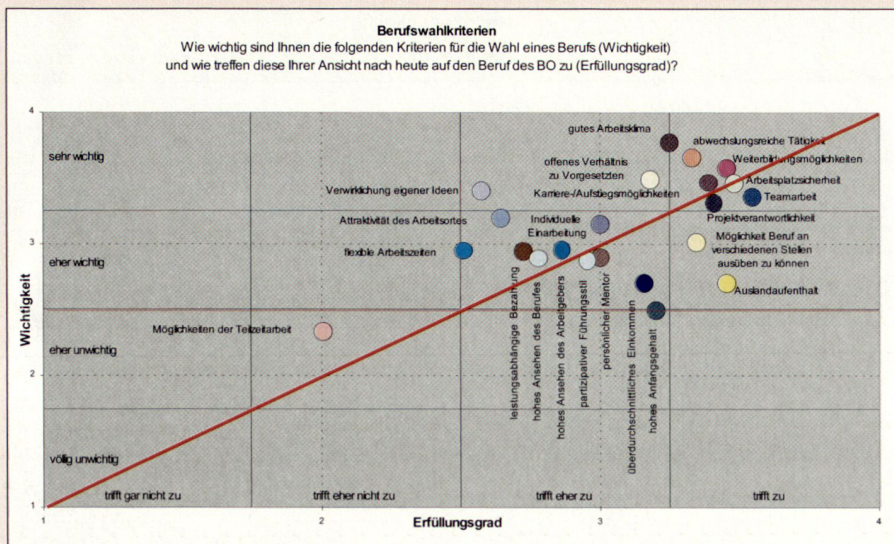 Berufswahlkriterien
Wie wichtig sind Ihnen die folgenden Kriterien für die Wahl eines Berufs (Wichtigkeit)
und wie treffen diese Ihrer Ansicht nach heute auf den Beruf des BO zu (Erfüllungsgrad)?
4
gutes Arbeitsklima
abwechslungsreiche Tätigkeit
sehr wichtig
offenes Verhältnis
zu Vorgesetzten
Weiterbildungsmöglichkeiten
Arbeitsplatzsicherheit
Verwirklichung eigener Ideen
Karriere-/Aufstiegsmöglichkeiten
Teamarbeit
Attraktivität des Arbeitsortes
Individuelle
Einarbeitung
Projektverantwortlichkeit
3
eher wichtig
flexible Arbeitszeiten
Möglichkeit Beruf an
verschiedenen Stellen
ausüben zu können
Auslandaufenthalt
Wichtigkeit
leistungsabhängige Bezahlung
hohes Ansehen des Berufes
hohes Ansehen des Arbeitgebers
partizipativer Führungsstil
persönlicher Mentor
überdurchschnittliches Einkommen
hohes Anfangsgehalt
Möglichkeiten der Teilzeitarbeit
eher unwichtig
2
völlig unwichtig
1
trifft gar nicht zu
trifft eher nicht zu
trifft eher zu
trifft zu
1
2
3
4
Erfüllungsgrad